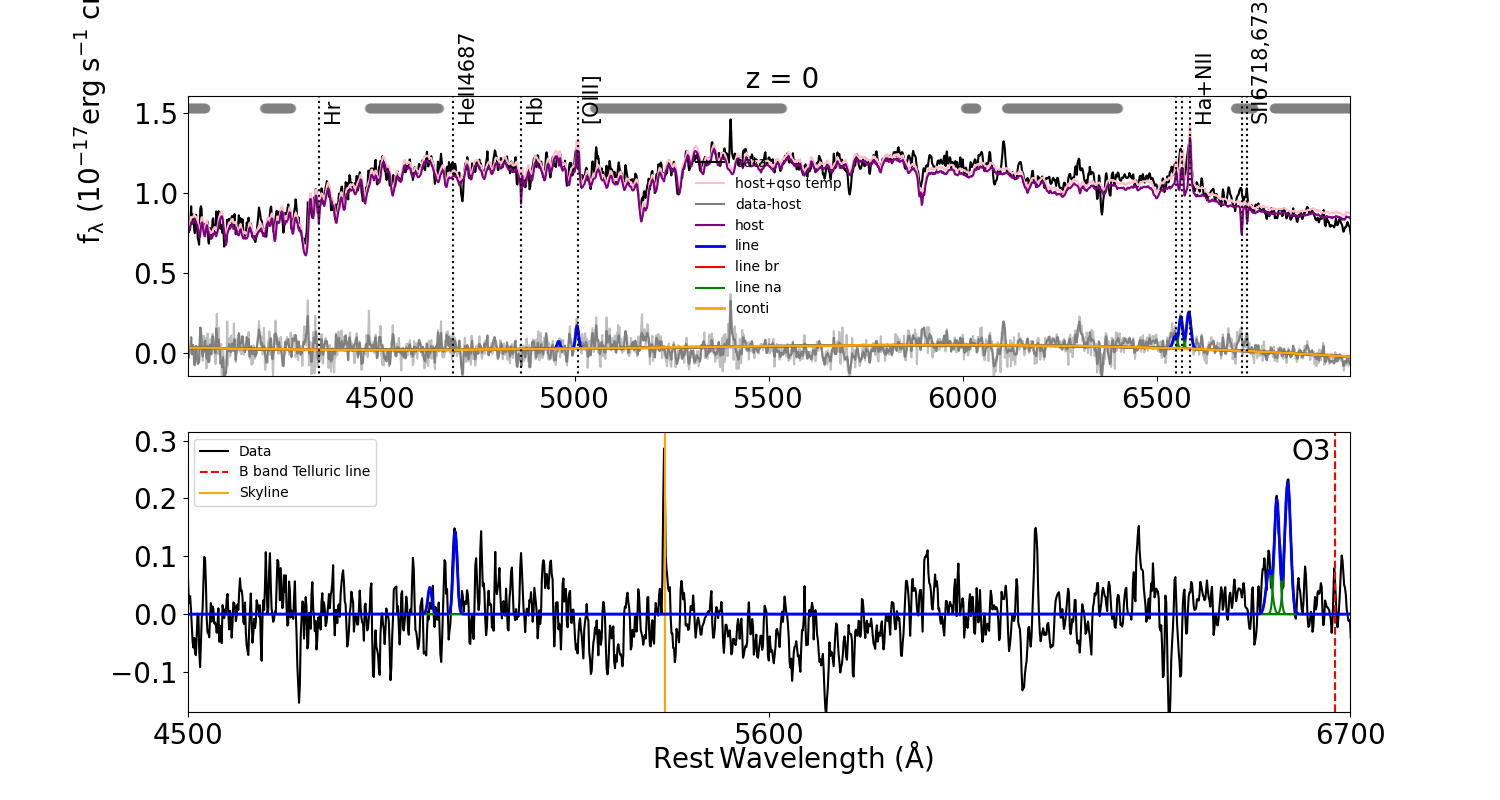 z = 0
f_λ (10⁻¹⁷erg s⁻¹
Hr
HeII4687
Hb
[OIII]
Ha+NII
SII6718,673
1.5
1.0
0.5
0.0
data
host+qso temp
data-host
host
line
line br
line na
conti
4500 5000 5500 6000 6500
0.3
0.2
0.1
0.0
−0.1
Data
B band Telluric line
Skyline
O3
4500 5600 6700
Rest Wavelength (Å)